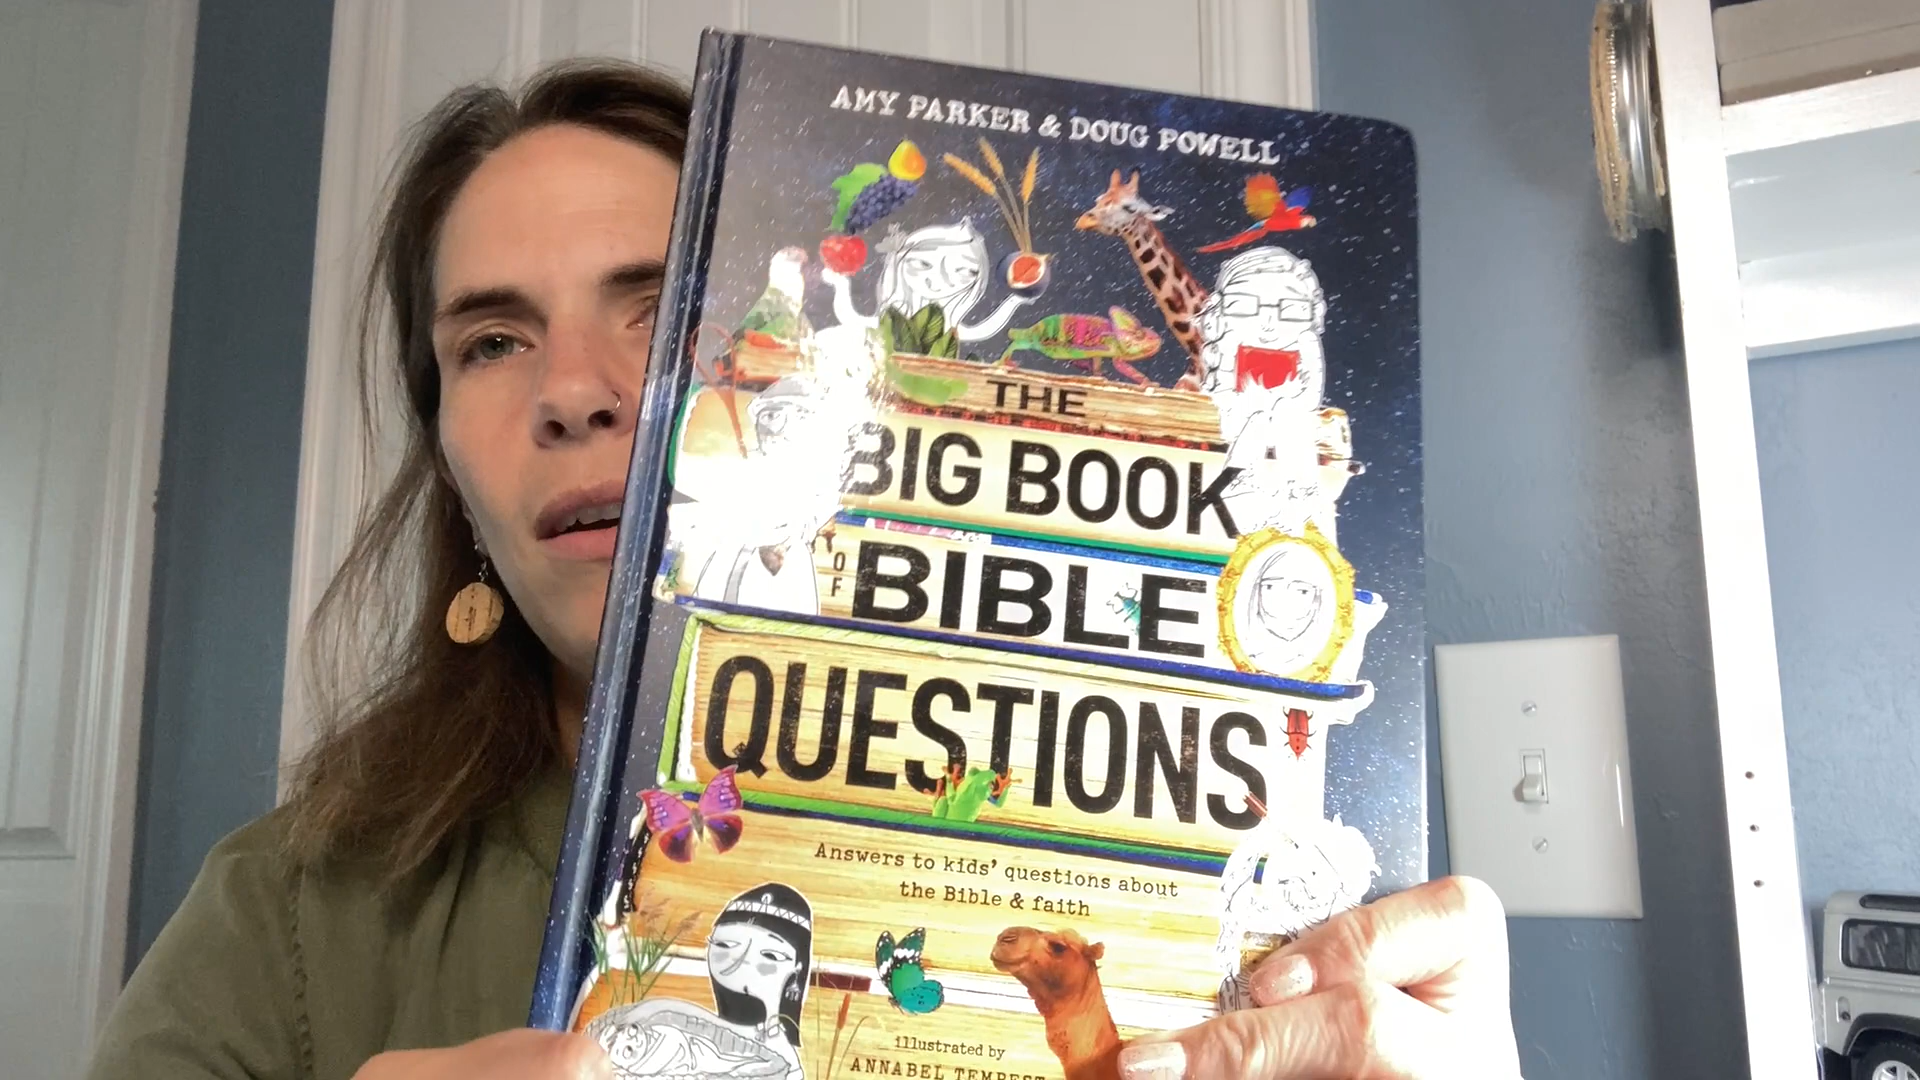 AMY PARKER & DOUG POWELL
THE
BIG BOOK
OF BIBLE
QUESTIONS
Answers to kids' questions about
the Bible & faith
illustrated by
ANNABEL TEMPEST